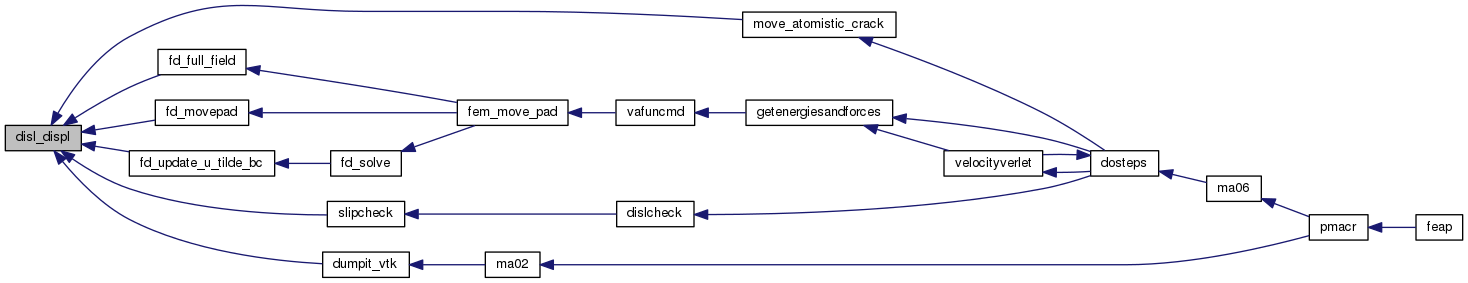 move_atomistic_crack
fd_full_field
fd_movepad
fem_move_pad
vafuncmd
getenergiesandforces
disl_displ
fd_update_u_tilde_bc
fd_solve
velocityverlet
dosteps
ma06
slipcheck
dislcheck
pmacr
feap
dumpit_vtk
ma02